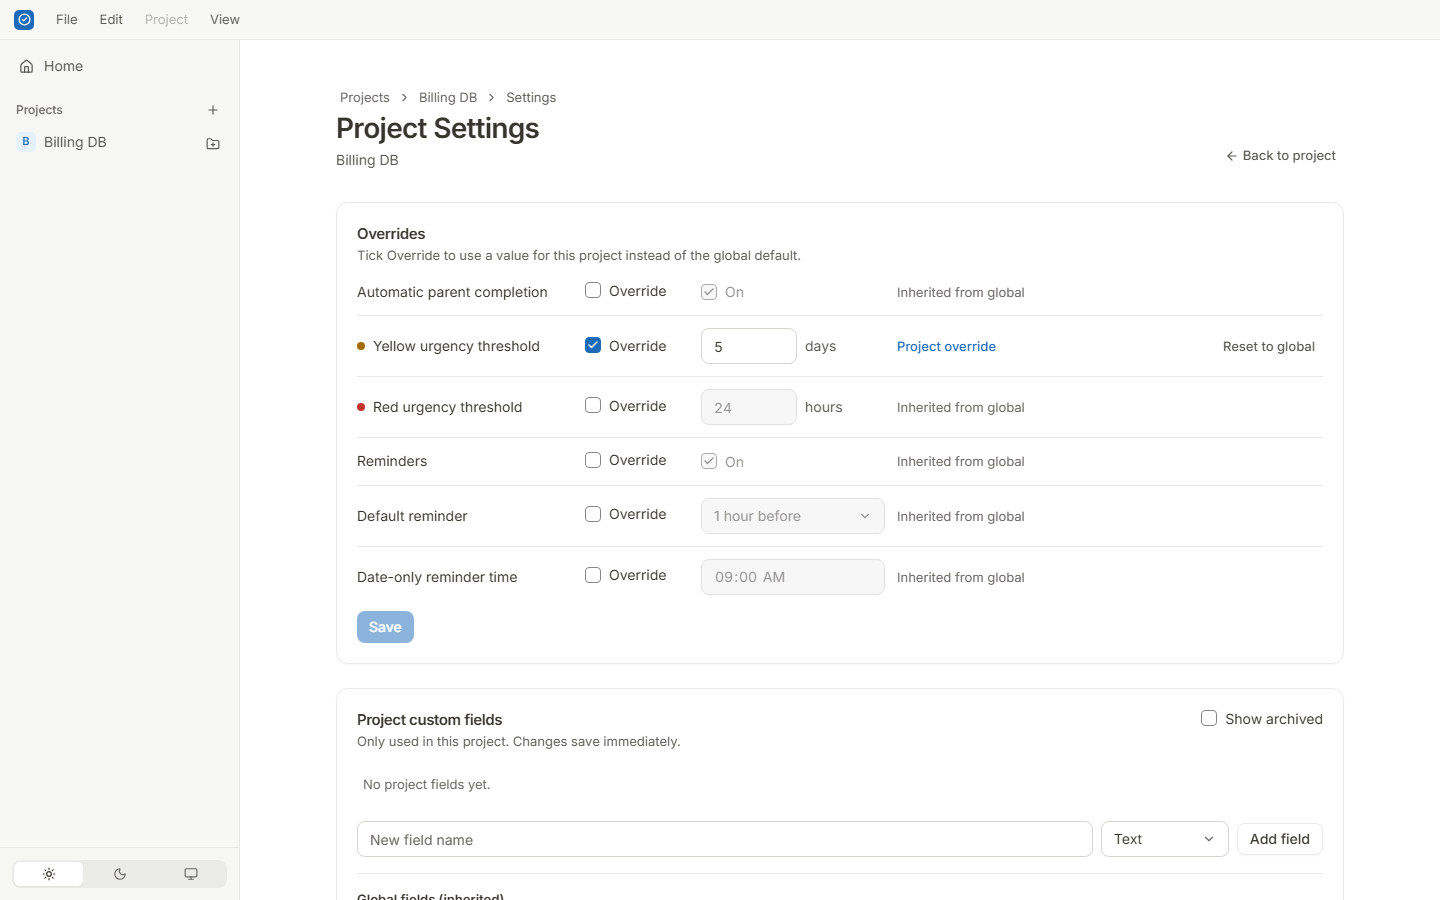 File Edit Project View
Home
Projects
B Billing DB
Projects > Billing DB > Settings
Project Settings
Billing DB
← Back to project
Overrides
Tick Override to use a value for this project instead of the global default.
Automatic parent completion Override On Inherited from global
Yellow urgency threshold Override 5 days Project override Reset to global
Red urgency threshold Override 24 hours Inherited from global
Reminders Override On Inherited from global
Default reminder Override 1 hour before Inherited from global
Date-only reminder time Override 09:00 AM Inherited from global
Save
Project custom fields Show archived
Only used in this project. Changes save immediately.
No project fields yet.
New field name Text Add field
Global fields (inherited)